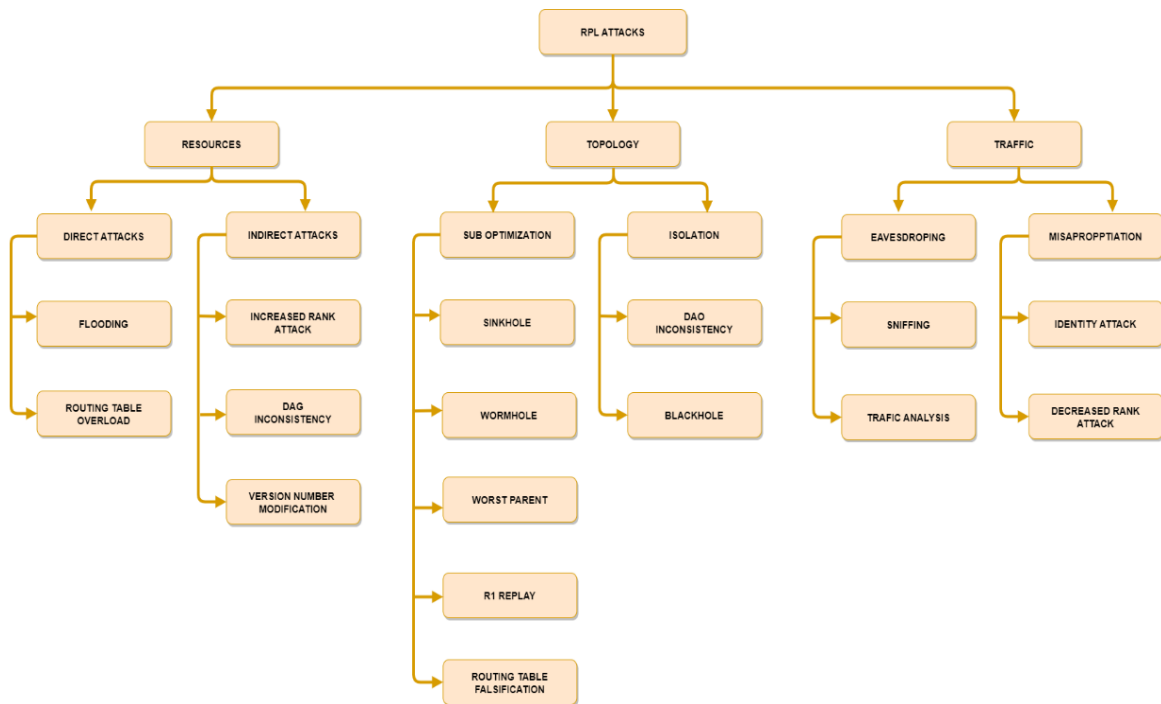 RPL ATTACKS
RESOURCES
TOPOLOGY
TRAFFIC
DIRECT ATTACKS
INDIRECT ATTACKS
SUB OPTIMIZATION
ISOLATION
EAVESDROPING
MISAPROPPTIATION
FLOODING
INCREASED RANK
ATTACK
SINKHOLE
DAO
INCONSISTENCY
SNIFFING
IDENTITY ATTACK
ROUTING TABLE
OVERLOAD
DAG
INCONSISTENCY
WORMHOLE
BLACKHOLE
TRAFIC ANALYSIS
DECREASED RANK
ATTACK
VERSION NUMBER
MODIFICATION
WORST PARENT
R1 REPLAY
ROUTING TABLE
FALSIFICATION